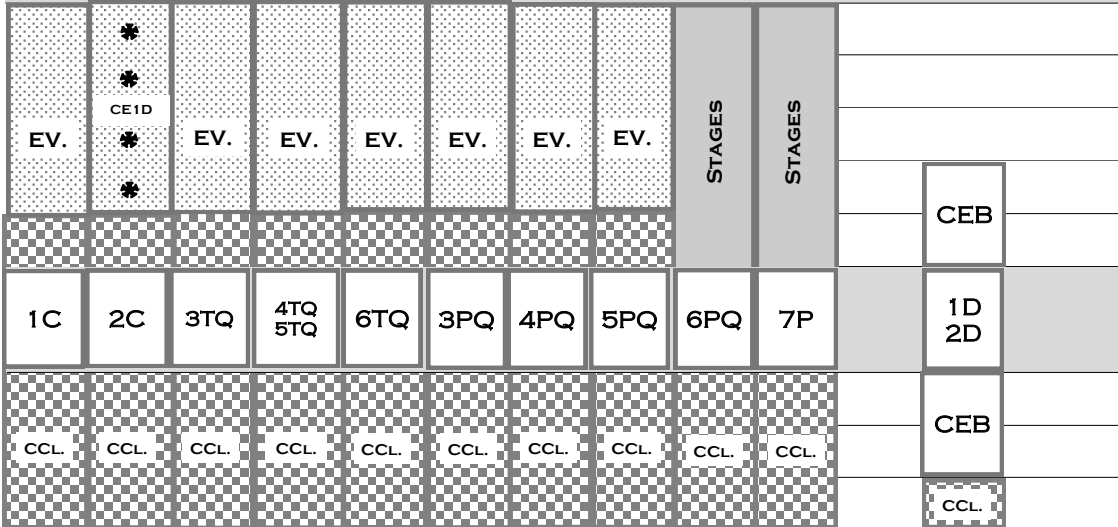 CE1D
EV.
EV.
EV.
EV.
EV.
EV.
EV.
STAGES
STAGES
CEB
1C
2C
3TQ
4TQ
5TQ
6TQ
3PQ
4PQ
5PQ
6PQ
7P
1D
2D
CEB
CCL.
CCL.
CCL.
CCL.
CCL.
CCL.
CCL.
CCL.
CCL.
CCL.
CCL.